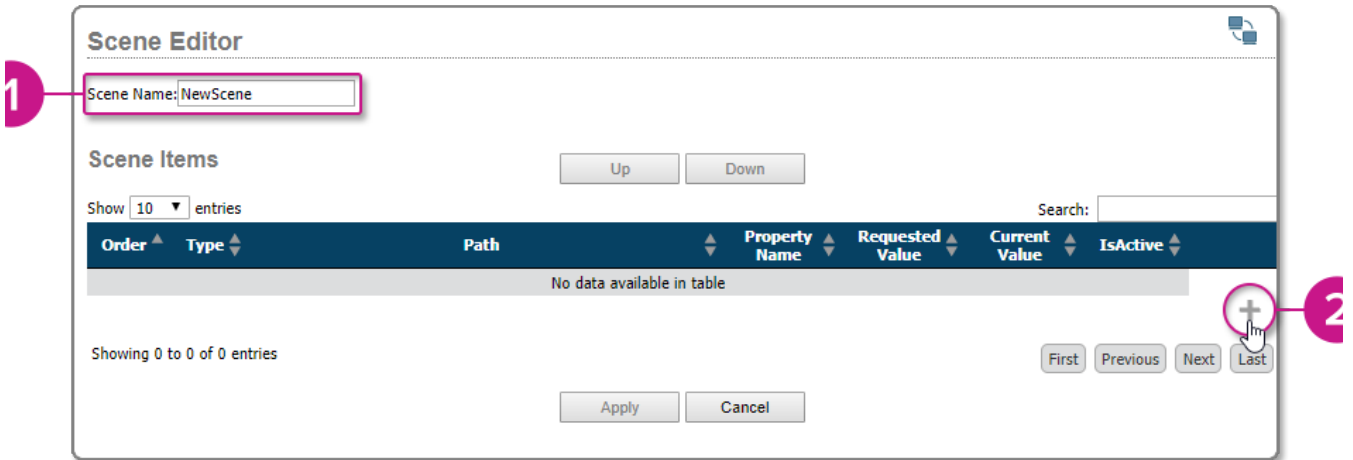 Scene Editor
1
Scene Name: NewScene
Scene Items
Up Down
Show 10 entries Search:
Order Type Path Property Name Requested Value Current Value IsActive
No data available in table
2
Showing 0 to 0 of 0 entries First Previous Next Last
Apply Cancel